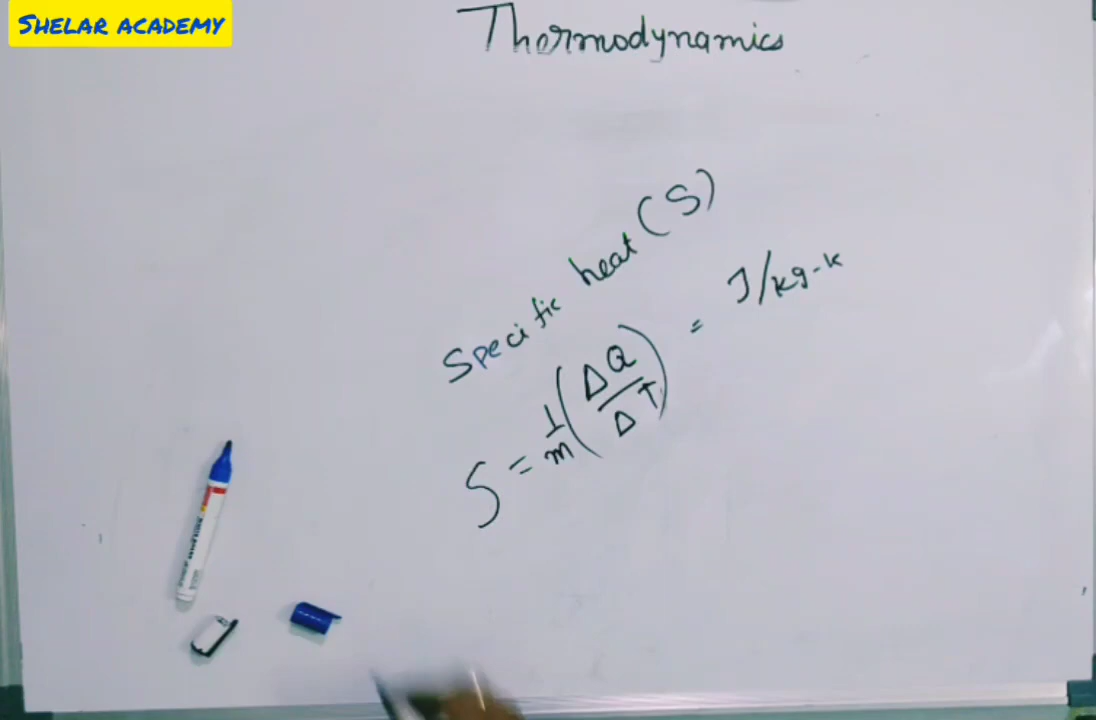 SHELAR ACADEMY
Thermodynamics
Specific heat (S)
S = 1/m (ΔQ/ΔT) = J/kg-k